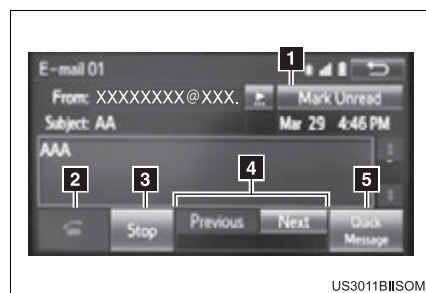 E-mail 01
1
From: XXXXXXXX@XXX.
Mark Unread
Subject: AA
Mar 29 4:46 PM
AAA
2
3
4
5
Stop
Previous
Next
Quick
Message
US3011BⅡSOM